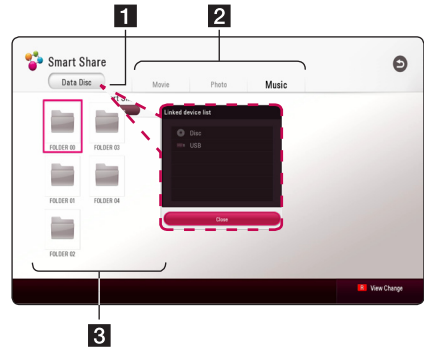 1
2
Smart Share
Data Disc
Movie Photo Music
Linked device list
Disc
USB
FOLDER 00 FOLDER 03
FOLDER 01 FOLDER 04
Close
FOLDER 02
View Change
3